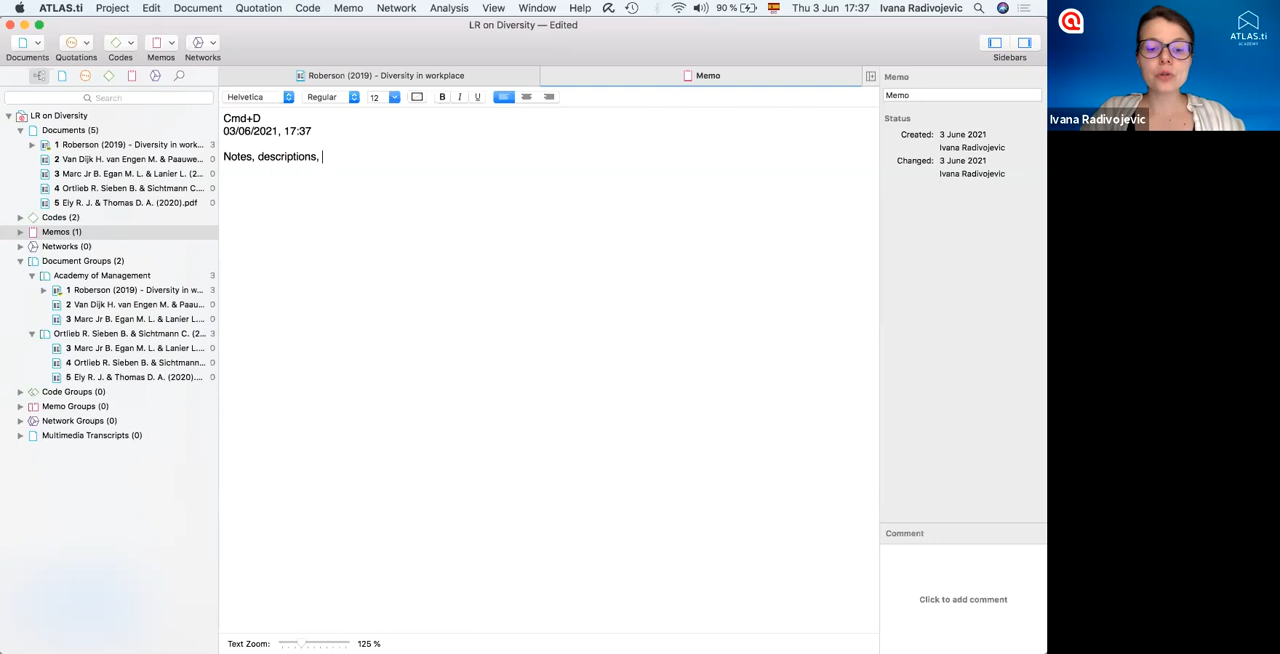 ATLAS.ti Project Edit Document Quotation Code Memo Network Analysis View Window Help 90 % Thu 3 Jun 17:37 Ivana Radivojevic
LR on Diversity — Edited
Documents Quotations Codes Memos Networks Sidebars
Search
Roberson (2019) - Diversity in workplace
Memo
Helvetica Regular 12 B I U
LR on Diversity
Documents (5)
1 Roberson (2019) - Diversity in work... 3
2 Van Dijk H. van Engen M. & Paauwe... 0
3 Marc Jr B. Egan M. L. & Lanier L. (2... 0
4 Ortlieb R. Sieben B. & Sichtmann C.... 0
5 Ely R. J. & Thomas D. A. (2020).pdf 0
Codes (2)
Memos (1)
Networks (0)
Document Groups (2)
Academy of Management 3
1 Roberson (2019) - Diversity in w... 3
2 Van Dijk H. van Engen M. & Paau... 0
3 Marc Jr B. Egan M. L. & Lanier L.... 0
Ortlieb R. Sieben B. & Sichtmann C. (2... 3
3 Marc Jr B. Egan M. L. & Lanier L.... 0
4 Ortlieb R. Sieben B. & Sichtmann... 0
5 Ely R. J. & Thomas D. A. (2020).... 0
Code Groups (0)
Memo Groups (0)
Network Groups (0)
Multimedia Transcripts (0)
Cmd+D
03/06/2021, 17:37
Notes, descriptions,
Text Zoom: 125 %
Memo
Memo
Status
Created: 3 June 2021
Ivana Radivojevic
Changed: 3 June 2021
Ivana Radivojevic
Comment
Click to add comment
ATLAS.ti
ACADEMY
Ivana Radivojevic